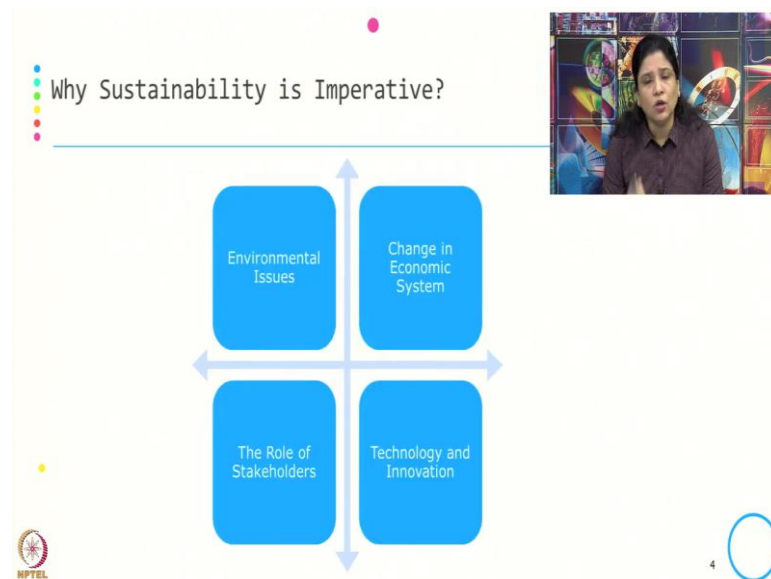 Why Sustainability is Imperative?
Environmental
Issues
Change in
Economic
System
The Role of
Stakeholders
Technology and
Innovation
NPTEL
4